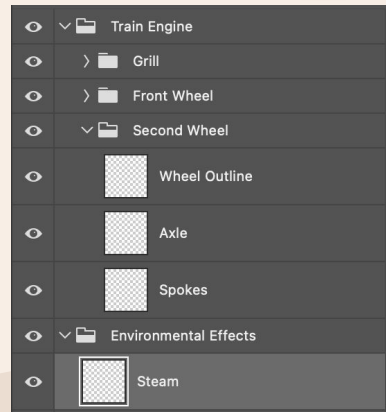 Train Engine
Grill
Front Wheel
Second Wheel
Wheel Outline
Axle
Spokes
Environmental Effects
Steam